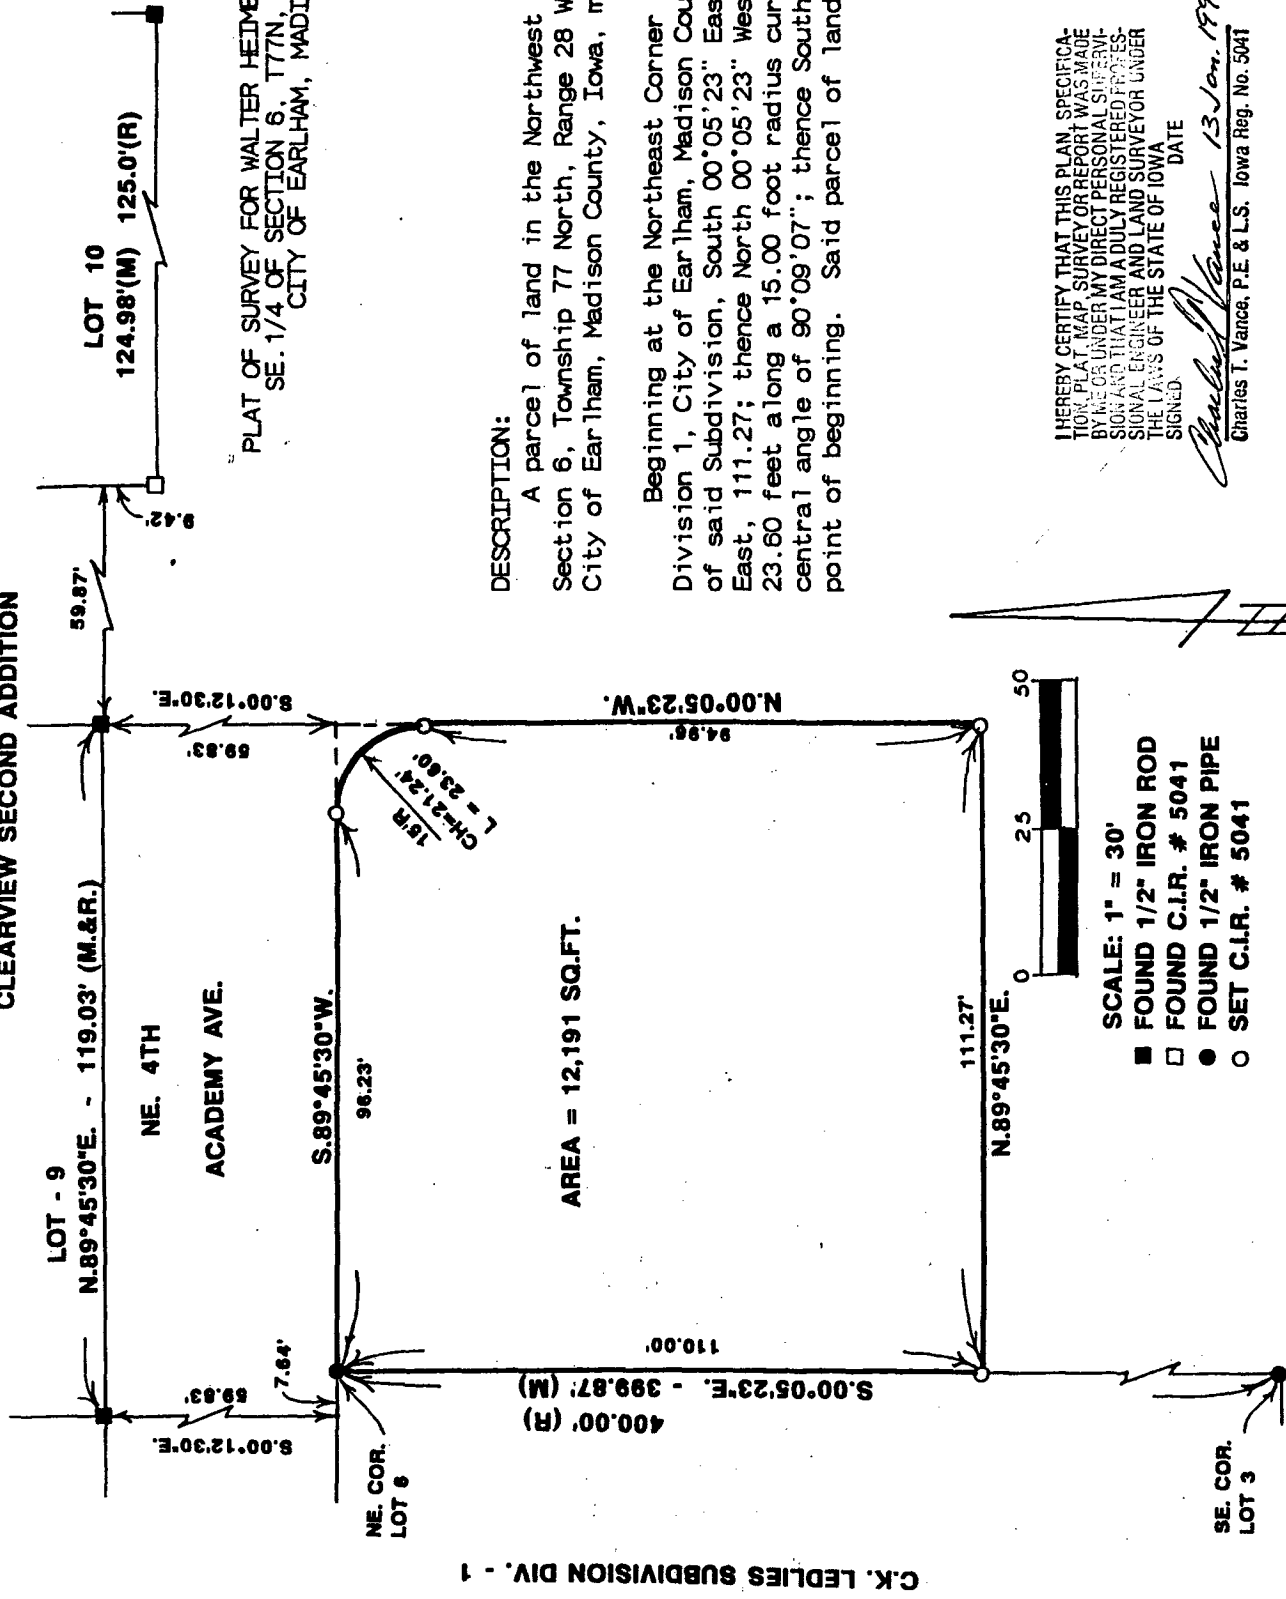 CLEARVIEW SECOND ADDITION
LOT - 9
N.89°45'30"E. - 119.03' (M.&R.)
59.87'
9.42'
LOT 10
124.98'(M) 125.0'(R)
NE. 4TH
ACADEMY AVE.
S.00°12'30"E.
59.83'
S.00°12'30"E.
59.83'
7.64'
NE. COR.
LOT 6
S.89°45'30"W.
96.23'
15'R
CH=21.24'
L = 23.60'
N.00°05'23"W.
94.96'
AREA = 12,191 SQ.FT.
110.00'
S.00°05'23"E. - 399.87' (M)
400.00' (R)
111.27'
N.89°45'30"E.
SE. COR.
LOT 3
C.K. LEDLIES SUBDIVISION DIV. - 1
0 25 50
SCALE: 1" = 30'
■ FOUND 1/2" IRON ROD
□ FOUND C.I.R. # 5041
● FOUND 1/2" IRON PIPE
○ SET C.I.R. # 5041
PLAT OF SURVEY FOR WALTER HEIME
SE.1/4 OF SECTION 6, T77N,
CITY OF EARLHAM, MADI
DESCRIPTION:
A parcel of land in the Northwest
Section 6, Township 77 North, Range 28 W
City of Earlham, Madison County, Iowa, m
Beginning at the Northeast Corner
Division 1, City of Earlham, Madison Cou
of said Subdivision, South 00°05'23" Eas
East, 111.27; thence North 00°05'23" Wes
23.60 feet along a 15.00 foot radius cur
central angle of 90°09'07"; thence South
point of beginning. Said parcel of land
I HEREBY CERTIFY THAT THIS PLAN, SPECIFICA-
TION, PLAT, MAP, SURVEY OR REPORT WAS MADE
BY ME OR UNDER MY DIRECT PERSONAL SUPERVI-
SION AND THAT I AM A DULY REGISTERED PROFES-
SIONAL ENGINEER AND LAND SURVEYOR UNDER
THE LAWS OF THE STATE OF IOWA
SIGNED DATE
Charles T. Vance 13 Jan. 199
Charles T. Vance, P.E. & L.S. Iowa Reg. No. 5041